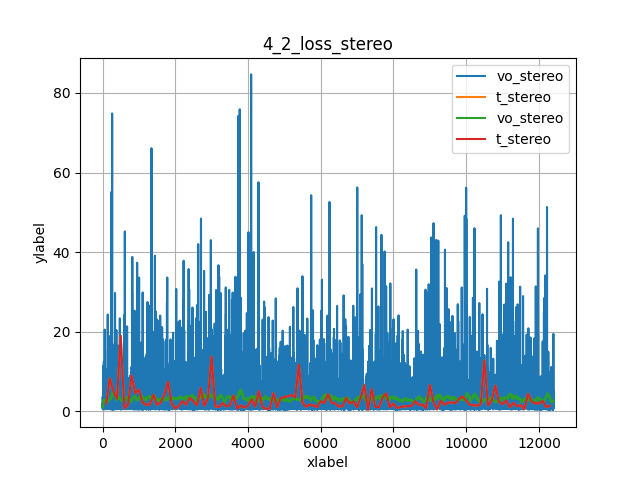 4_2_loss_stereo
vo_stereo
t_stereo
vo_stereo
t_stereo
ylabel
80
60
40
20
0
0 2000 4000 6000 8000 10000 12000
xlabel